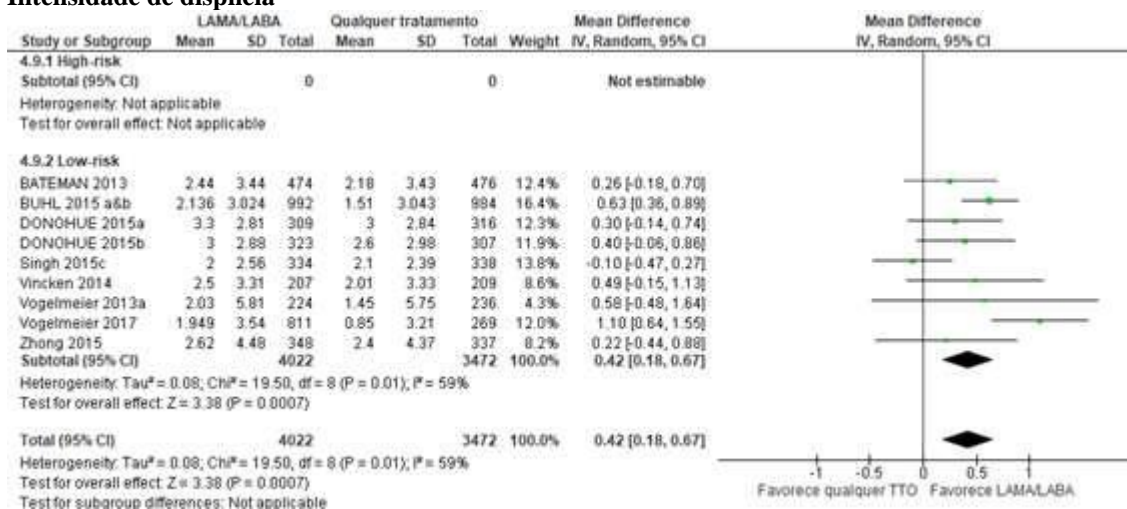 Intensidade de dispneia
LAMA/LABA Qualquer tratamento Mean Difference Mean Difference
Study or Subgroup Mean SD Total Mean SD Total Weight IV, Random, 95% CI IV, Random, 95% CI
4.9.1 High-risk
Subtotal (95% CI) 0 0 Not estimable
Heterogeneity: Not applicable
Test for overall effect: Not applicable
4.9.2 Low-risk
BATEMAN 2013 2.44 3.44 474 2.18 3.43 476 12.4% 0.26 [-0.18, 0.70]
BUHL 2015 a&b 2.136 3.024 992 1.51 3.043 984 16.4% 0.63 [0.36, 0.89]
DONOHUE 2015a 3.3 2.81 309 3 2.84 316 12.3% 0.30 [-0.14, 0.74]
DONOHUE 2015b 3 2.88 323 2.6 2.98 307 11.9% 0.40 [-0.06, 0.86]
Singh 2015c 2 2.56 334 2.1 2.39 338 13.8% -0.10 [-0.47, 0.27]
Vincken 2014 2.5 3.31 207 2.01 3.33 209 8.6% 0.49 [-0.15, 1.13]
Vogelmeier 2013a 2.03 5.81 224 1.45 5.75 236 4.3% 0.58 [-0.48, 1.64]
Vogelmeier 2017 1.949 3.54 811 0.85 3.21 269 12.0% 1.10 [0.64, 1.55]
Zhong 2015 2.62 4.48 348 2.4 4.37 337 8.2% 0.22 [-0.44, 0.88]
Subtotal (95% CI) 4022 3472 100.0% 0.42 [0.18, 0.67]
Heterogeneity: Tau² = 0.08; Chi² = 19.50, df = 8 (P = 0.01); I² = 59%
Test for overall effect: Z = 3.38 (P = 0.0007)
Total (95% CI) 4022 3472 100.0% 0.42 [0.18, 0.67]
Heterogeneity: Tau² = 0.08; Chi² = 19.50, df = 8 (P = 0.01); I² = 59%
Test for overall effect: Z = 3.38 (P = 0.0007)
Test for subgroup differences: Not applicable
-1 -0.5 0 0.5 1
Favorece qualquer TTO Favorece LAMA/LABA